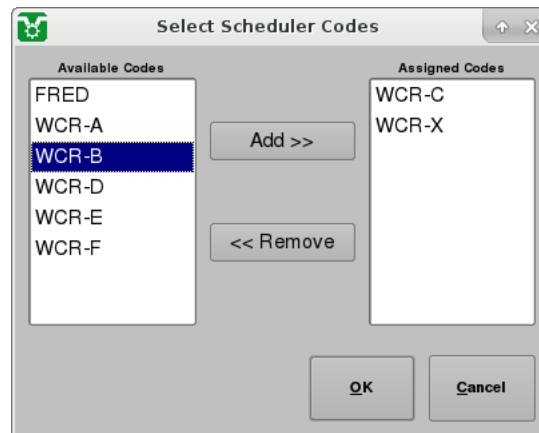 Select Scheduler Codes
Available Codes
FRED
WCR-A
WCR-B
WCR-D
WCR-E
WCR-F
Add >>
<< Remove
Assigned Codes
WCR-C
WCR-X
OK
Cancel